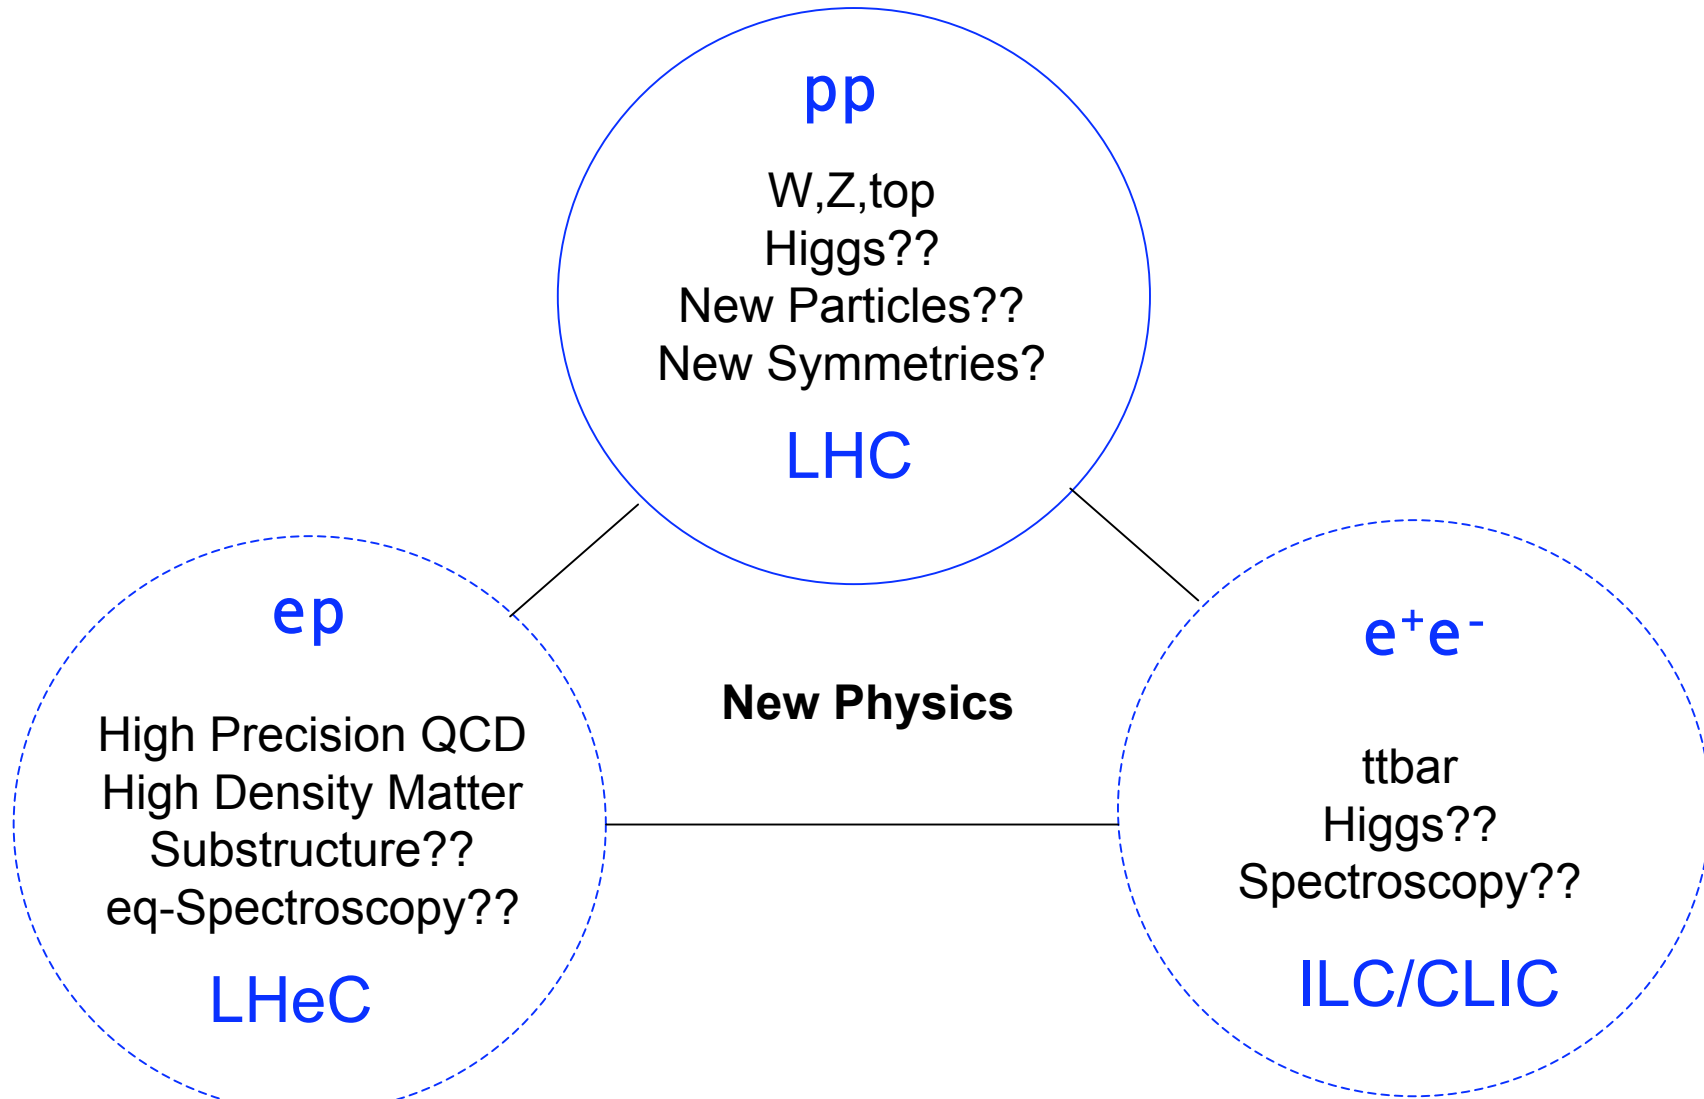 pp
W,Z,top
Higgs??
New Particles??
New Symmetries?
LHC
ep
High Precision QCD
High Density Matter
Substructure??
eq-Spectroscopy??
LHeC
New Physics
e⁺e⁻
ttbar
Higgs??
Spectroscopy??
ILC/CLIC